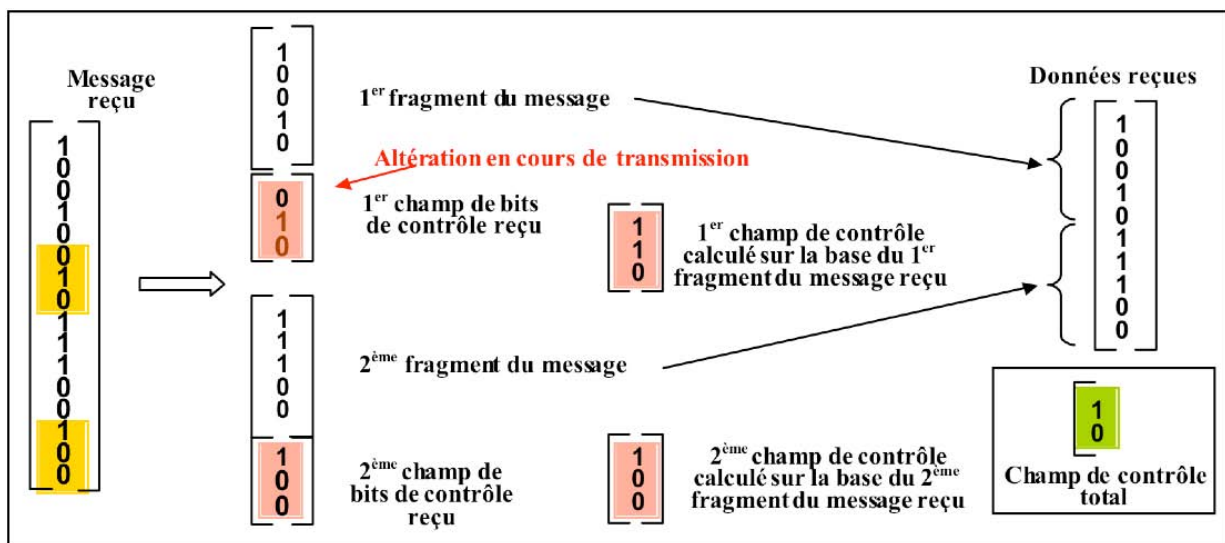 Message
reçu
1
0
0
1
0
0
1
0
1
1
1
0
0
1
0
0
1
0
0
1
0
1er fragment du message
Altération en cours de transmission
0
1
0
1er champ de bits
de contrôle reçu
1
1
0
1er champ de contrôle
calculé sur la base du 1er
fragment du message reçu
1
1
1
0
0
2ème fragment du message
1
0
0
2ème champ de
bits de contrôle
reçu
1
0
0
2ème champ de contrôle
calculé sur la base du 2ème
fragment du message reçu
Données reçues
1
0
0
1
0
1
1
1
0
0
1
0
Champ de contrôle
total